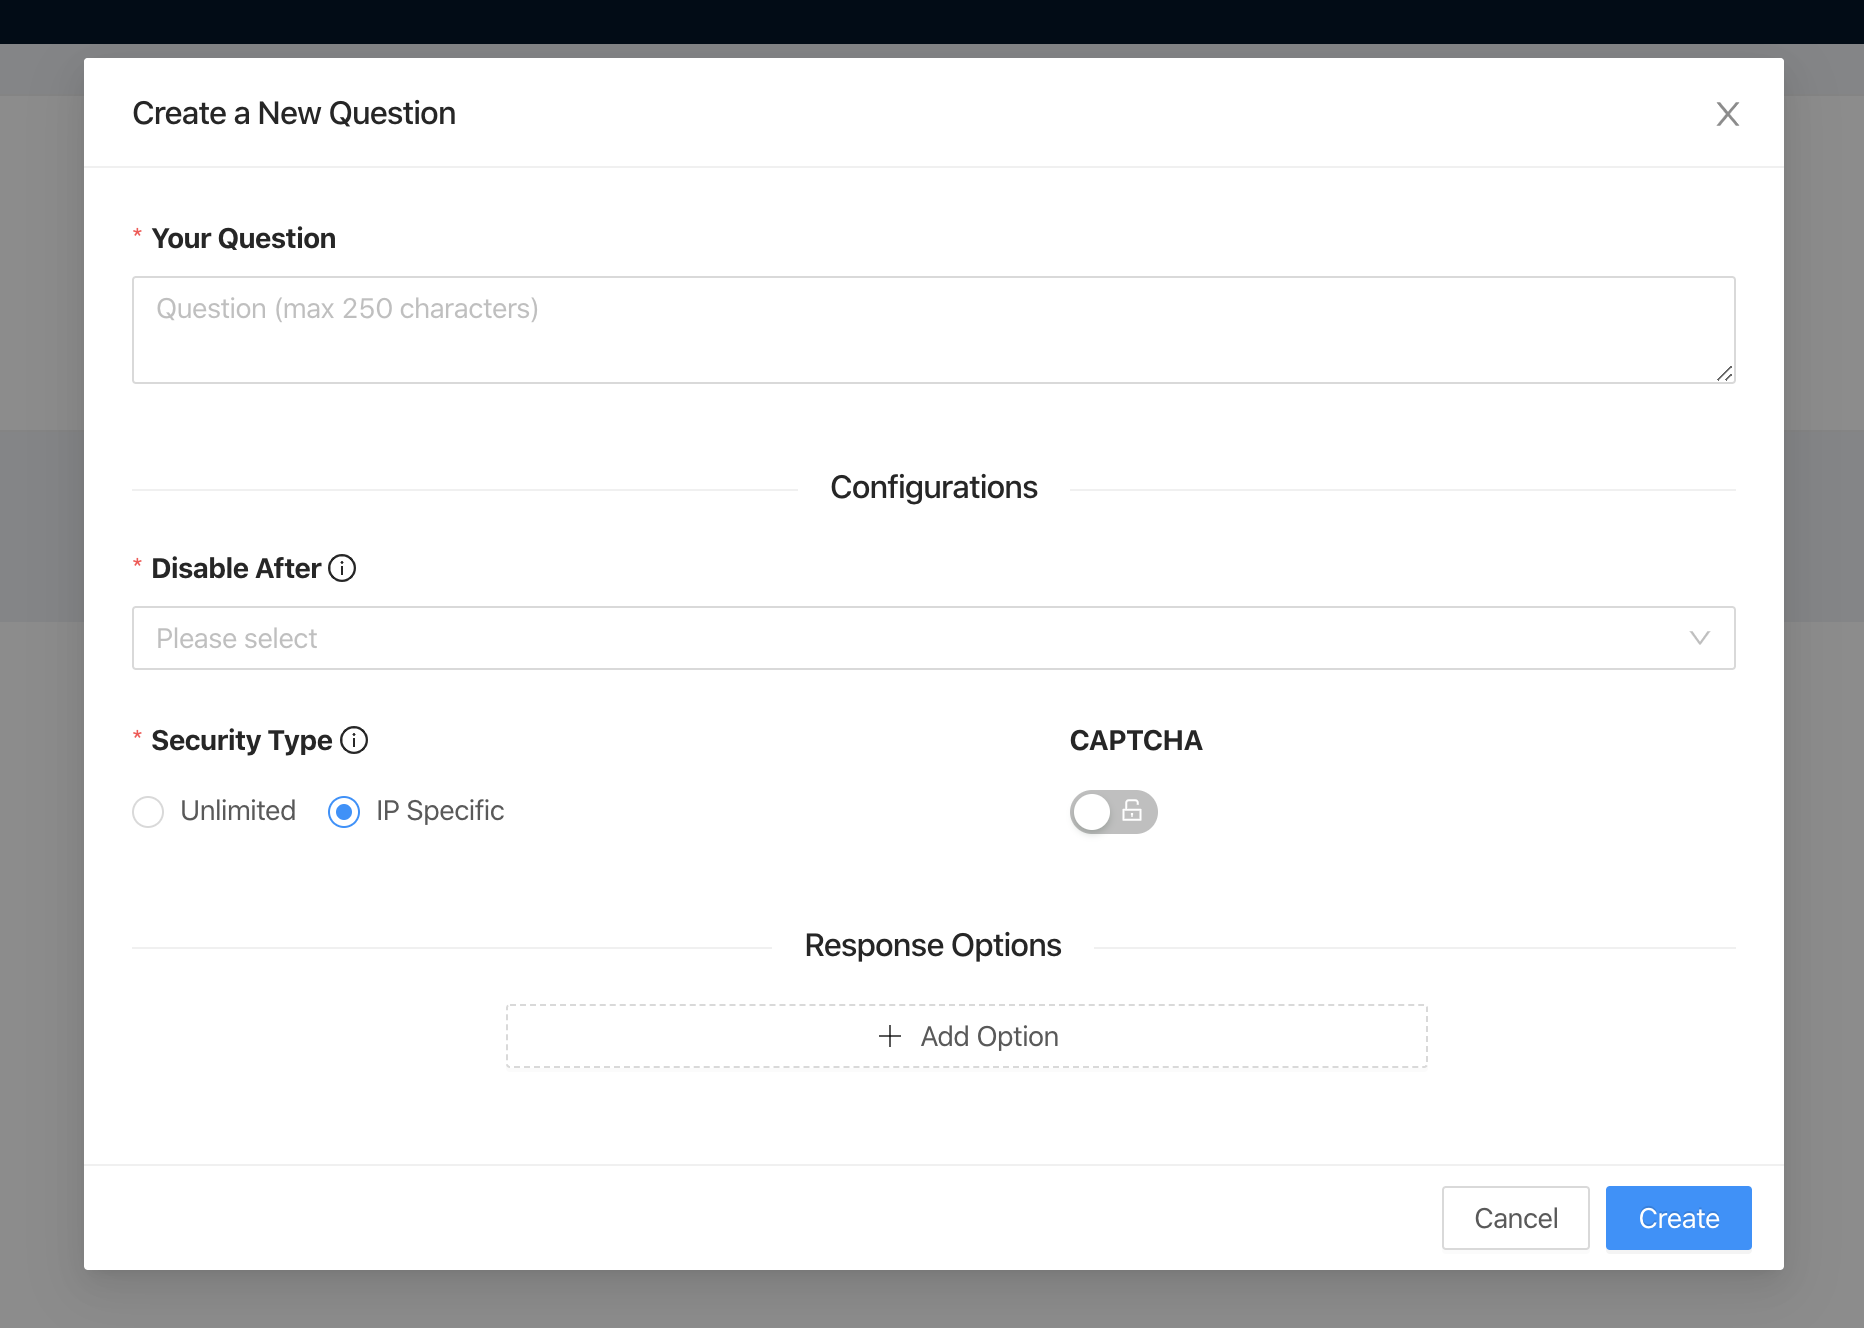 Create a New Question
* Your Question
Question (max 250 characters)
Configurations
* Disable After
Please select
* Security Type
CAPTCHA
Unlimited
IP Specific
Response Options
+ Add Option
Cancel
Create